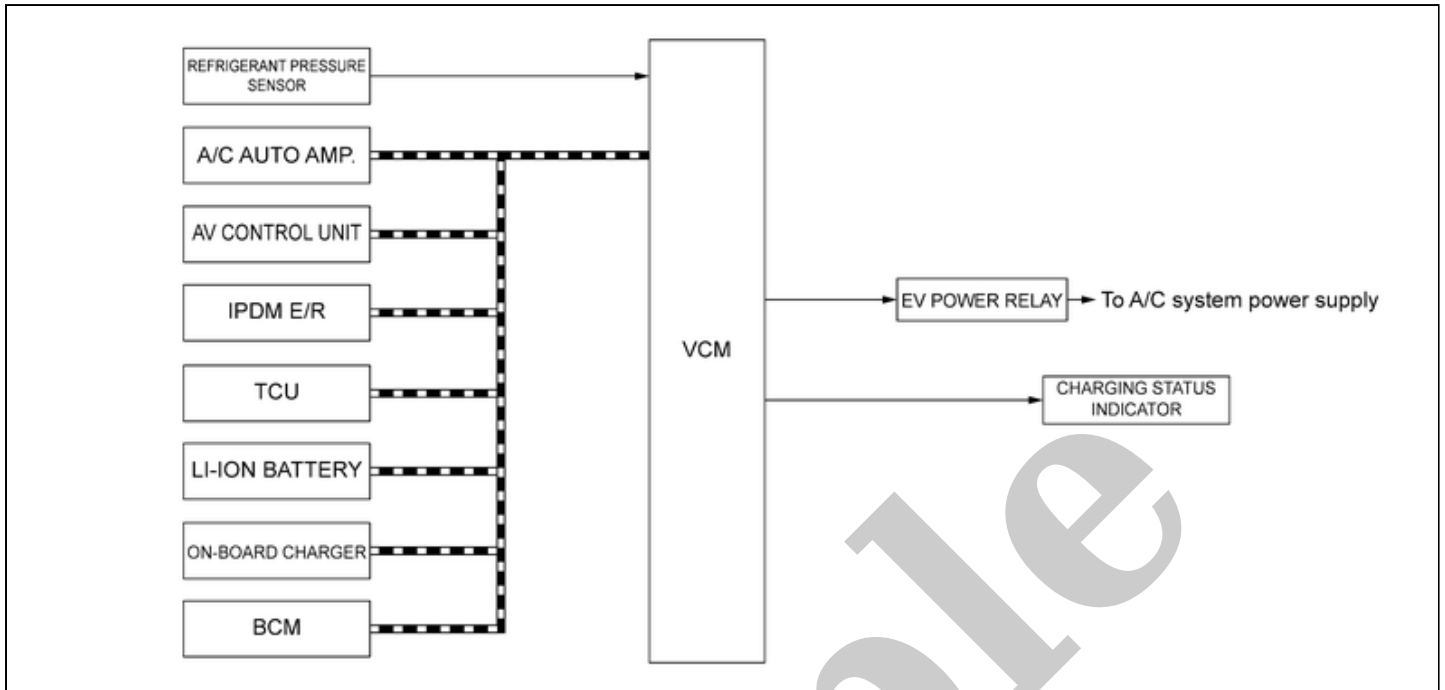 REFRIGERANT PRESSURE
SENSOR
A/C AUTO AMP.
AV CONTROL UNIT
IPDM E/R
TCU
LI-ION BATTERY
ON-BOARD CHARGER
BCM
VCM
EV POWER RELAY
To A/C system power supply
CHARGING STATUS
INDICATOR
ple